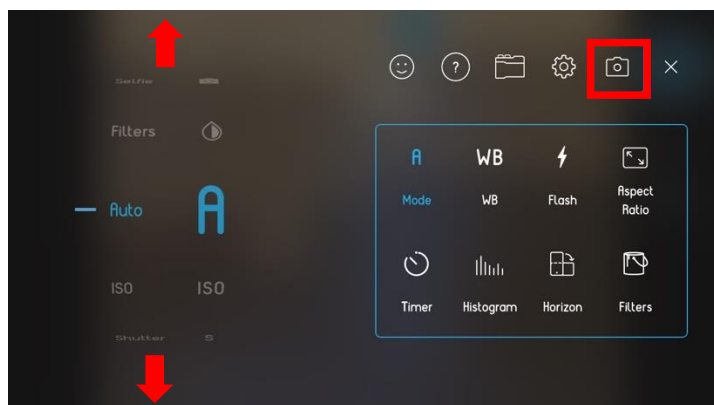 Selfie
Filters
Auto A
ISO ISO
Shutter S
?
A WB
Mode WB Flash Aspect Ratio
Timer Histogram Horizon Filters